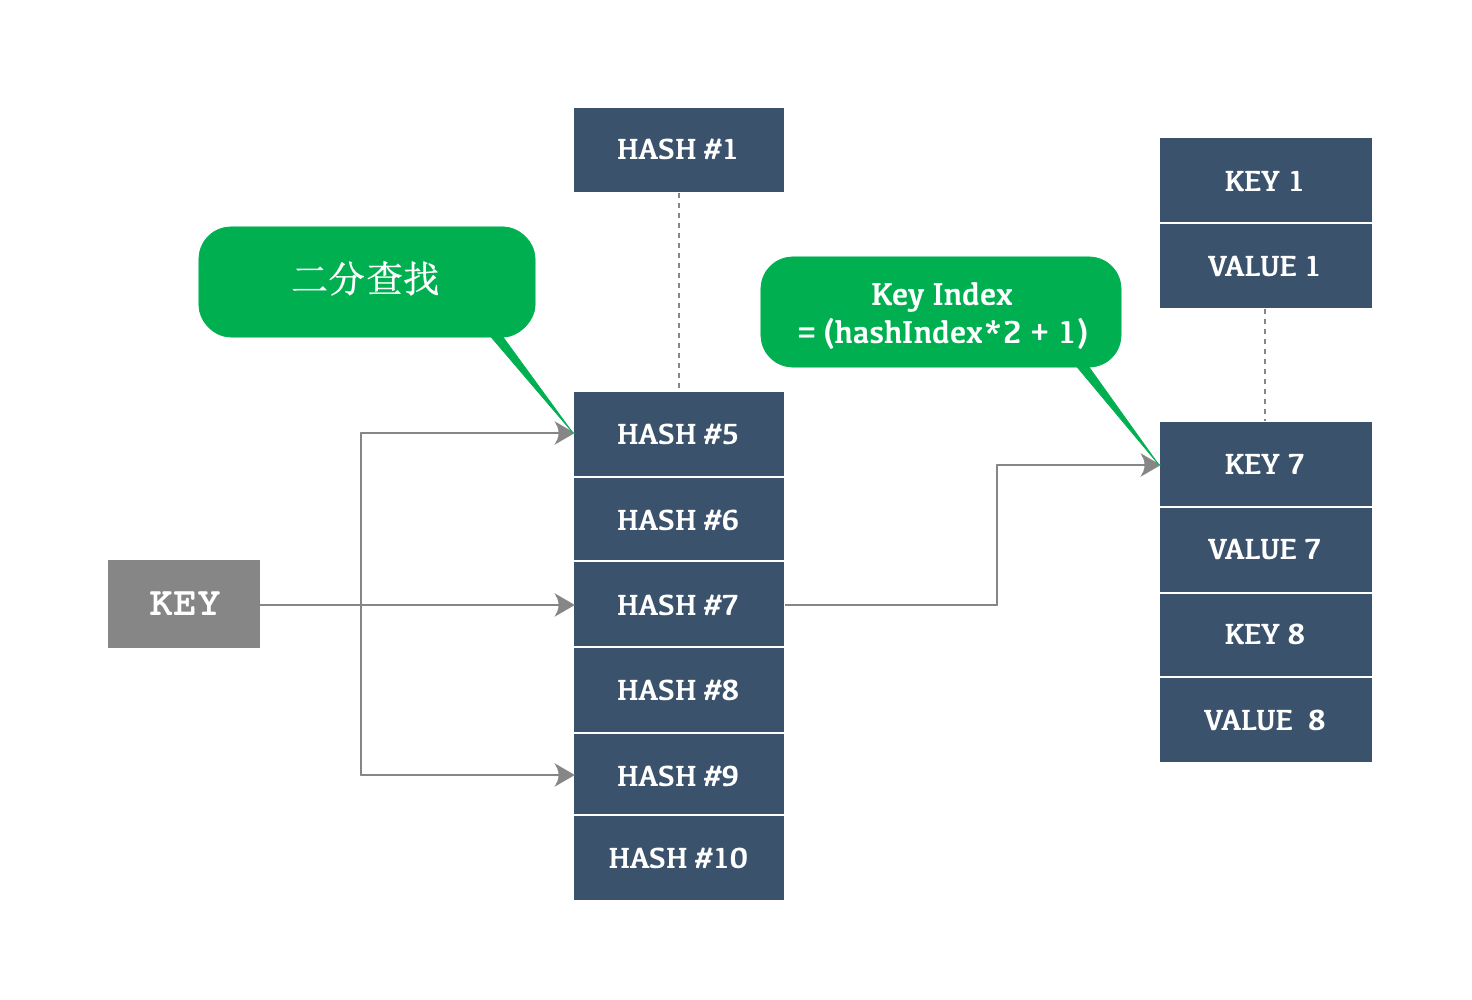 HASH #1
KEY 1
VALUE 1
二分查找
Key Index
= (hashIndex*2 + 1)
HASH #5
HASH #6
HASH #7
HASH #8
HASH #9
HASH #10
KEY
KEY 7
VALUE 7
KEY 8
VALUE 8